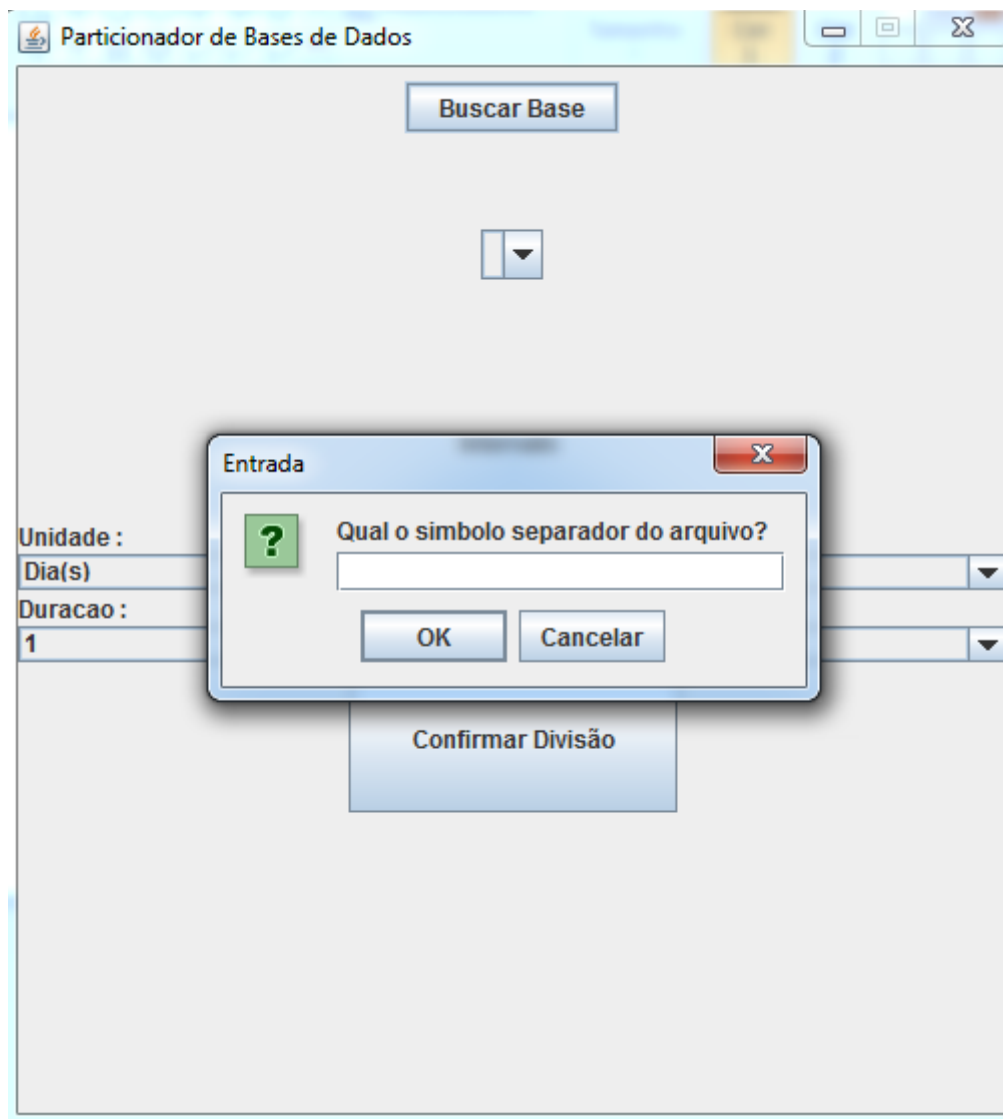 Particionador de Bases de Dados
Buscar Base
Entrada
Qual o simbolo separador do arquivo?
OK
Cancelar
Unidade :
Dia(s)
Duracao :
1
Confirmar Divisão